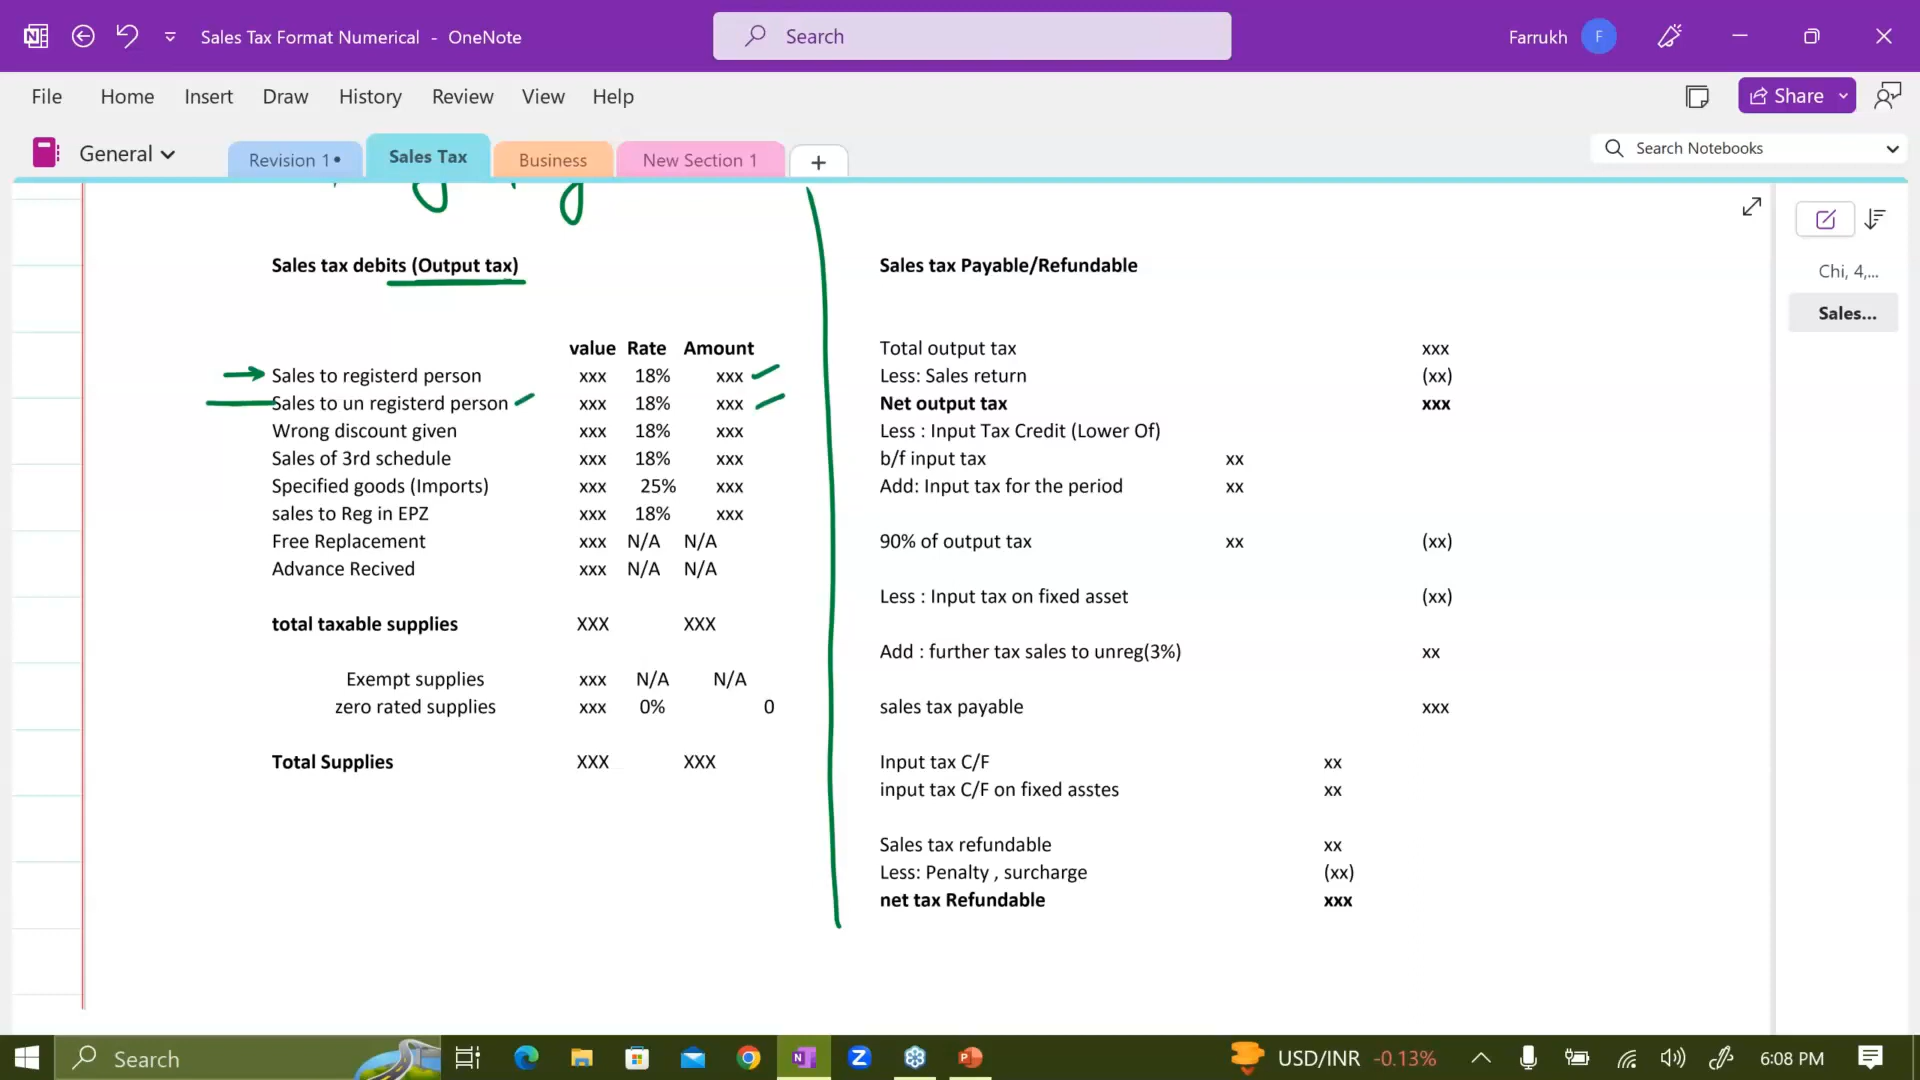 Sales Tax Format Numerical - OneNote
Search
Farrukh
F
File Home Insert Draw History Review View Help
Share
General
Revision 1•
Sales Tax
Business
New Section 1
+
Search Notebooks
Chi, 4,...
Sales...
Sales tax debits (Output tax)
value Rate Amount
Sales to registerd person xxx 18% xxx
Sales to un registerd person xxx 18% xxx
Wrong discount given xxx 18% xxx
Sales of 3rd schedule xxx 18% xxx
Specified goods (Imports) xxx 25% xxx
sales to Reg in EPZ xxx 18% xxx
Free Replacement xxx N/A N/A
Advance Recived xxx N/A N/A
total taxable supplies XXX XXX
Exempt supplies xxx N/A N/A
zero rated supplies xxx 0% 0
Total Supplies XXX XXX
Sales tax Payable/Refundable
Total output tax xxx
Less: Sales return (xx)
Net output tax xxx
Less : Input Tax Credit (Lower Of)
b/f input tax xx
Add: Input tax for the period xx
90% of output tax xx (xx)
Less : Input tax on fixed asset (xx)
Add : further tax sales to unreg(3%) xx
sales tax payable xxx
Input tax C/F xx
input tax C/F on fixed asstes xx
Sales tax refundable xx
Less: Penalty , surcharge (xx)
net tax Refundable xxx
Search
USD/INR -0.13%
6:08 PM